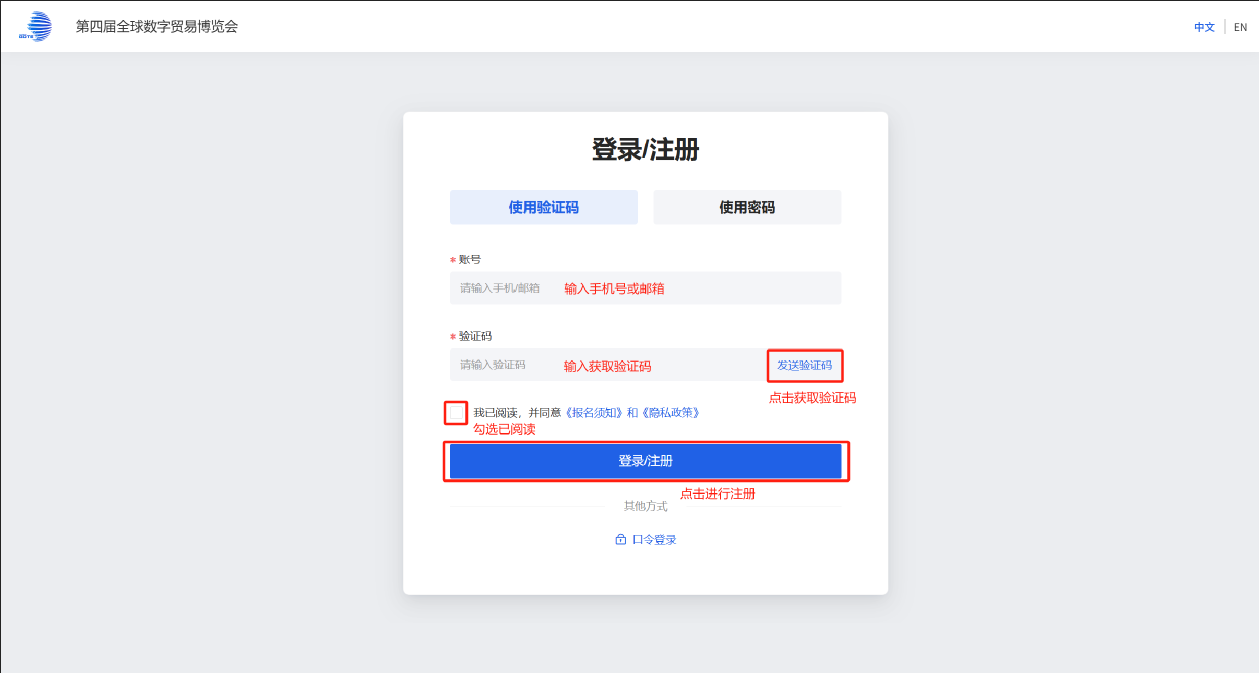 第四届全球数字贸易博览会
中文 EN
登录/注册
使用验证码 使用密码
* 账号
请输入手机/邮箱 输入手机号或邮箱
* 验证码
请输入验证码 输入获取验证码 发送验证码
点击获取验证码
我已阅读，并同意《报名须知》和《隐私政策》
勾选已阅读
登录/注册
点击进行注册
其他方式
口令登录